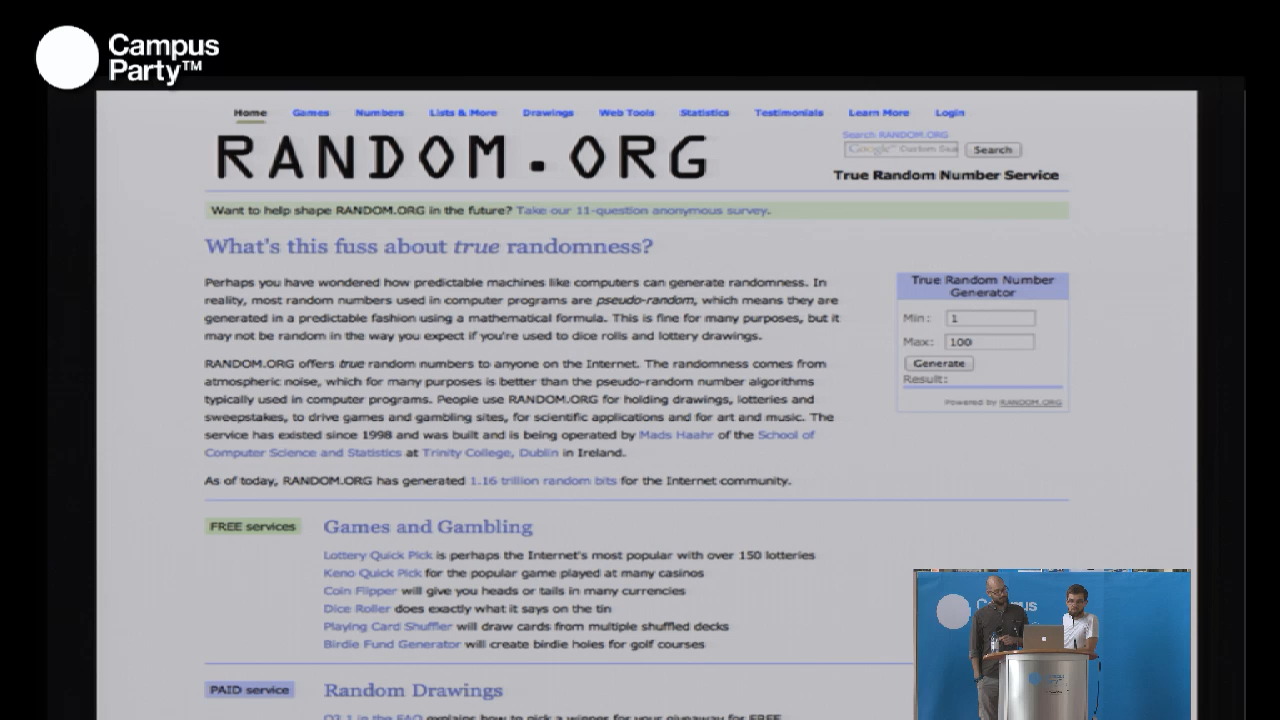 Campus
Party™
Home Games Numbers Lists & More Drawings Web Tools Statistics Testimonials Learn More Login
RANDOM.ORG
Search RANDOM.ORG
Google™ Custom Sea Search
True Random Number Service
Want to help shape RANDOM.ORG in the future? Take our 11-question anonymous survey.
What's this fuss about true randomness?
Perhaps you have wondered how predictable machines like computers can generate randomness. In
reality, most random numbers used in computer programs are pseudo-random, which means they are
generated in a predictable fashion using a mathematical formula. This is fine for many purposes, but it
may not be random in the way you expect if you're used to dice rolls and lottery drawings.
RANDOM.ORG offers true random numbers to anyone on the Internet. The randomness comes from
atmospheric noise, which for many purposes is better than the pseudo-random number algorithms
typically used in computer programs. People use RANDOM.ORG for holding drawings, lotteries and
sweepstakes, to drive games and gambling sites, for scientific applications and for art and music. The
service has existed since 1998 and was built and is being operated by Mads Haahr of the School of
Computer Science and Statistics at Trinity College, Dublin in Ireland.
As of today, RANDOM.ORG has generated 1.16 trillion random bits for the Internet community.
True Random Number
Generator
Min: 1
Max: 100
Generate
Result:
Powered by RANDOM.ORG
FREE services
Games and Gambling
Lottery Quick Pick is perhaps the Internet's most popular with over 150 lotteries
Keno Quick Pick for the popular game played at many casinos
Coin Flipper will give you heads or tails in many currencies
Dice Roller does exactly what it says on the tin
Playing Card Shuffler will draw cards from multiple shuffled decks
Birdie Fund Generator will create birdie holes for golf courses
PAID service
Random Drawings
Q3.1 in the FAQ explains how to pick a winner for your giveaway for FREE